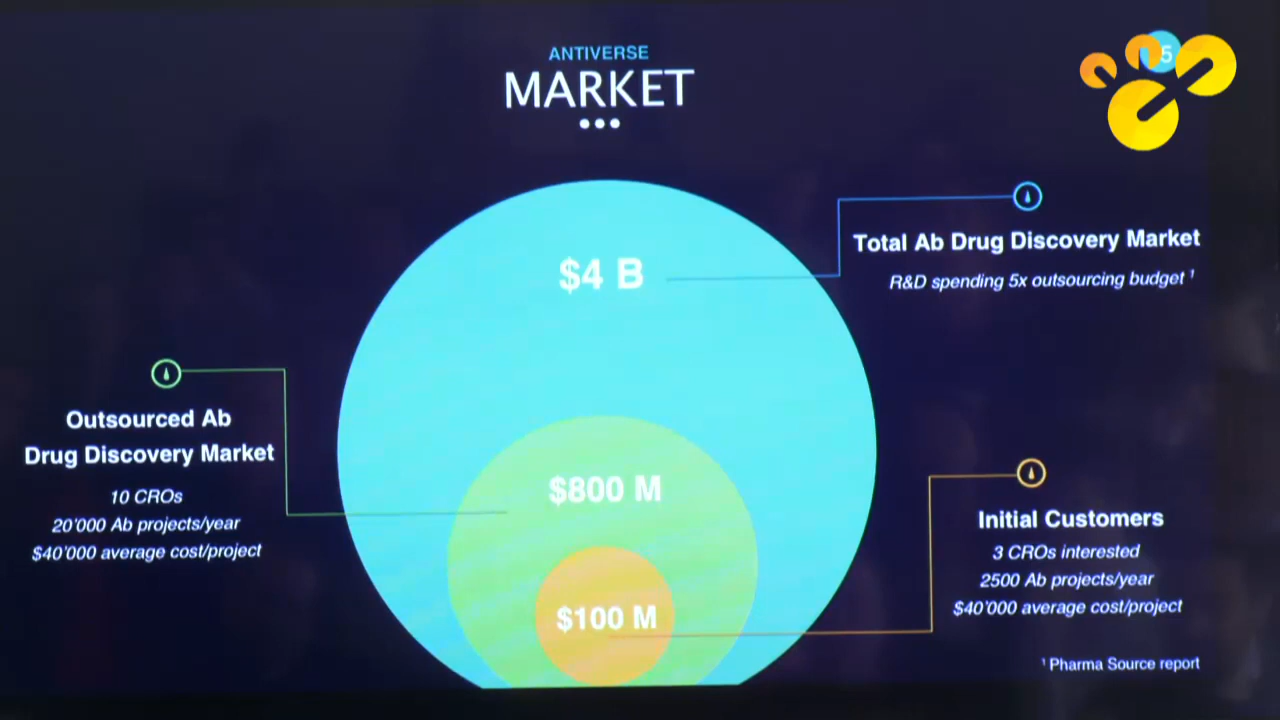 ANTIVERSE
MARKET
5
$4 B
Total Ab Drug Discovery Market
R&D spending 5x outsourcing budget ¹
Outsourced Ab
Drug Discovery Market
10 CROs
20'000 Ab projects/year
$40'000 average cost/project
$800 M
Initial Customers
3 CROs interested
2500 Ab projects/year
$40'000 average cost/project
$100 M
¹ Pharma Source report